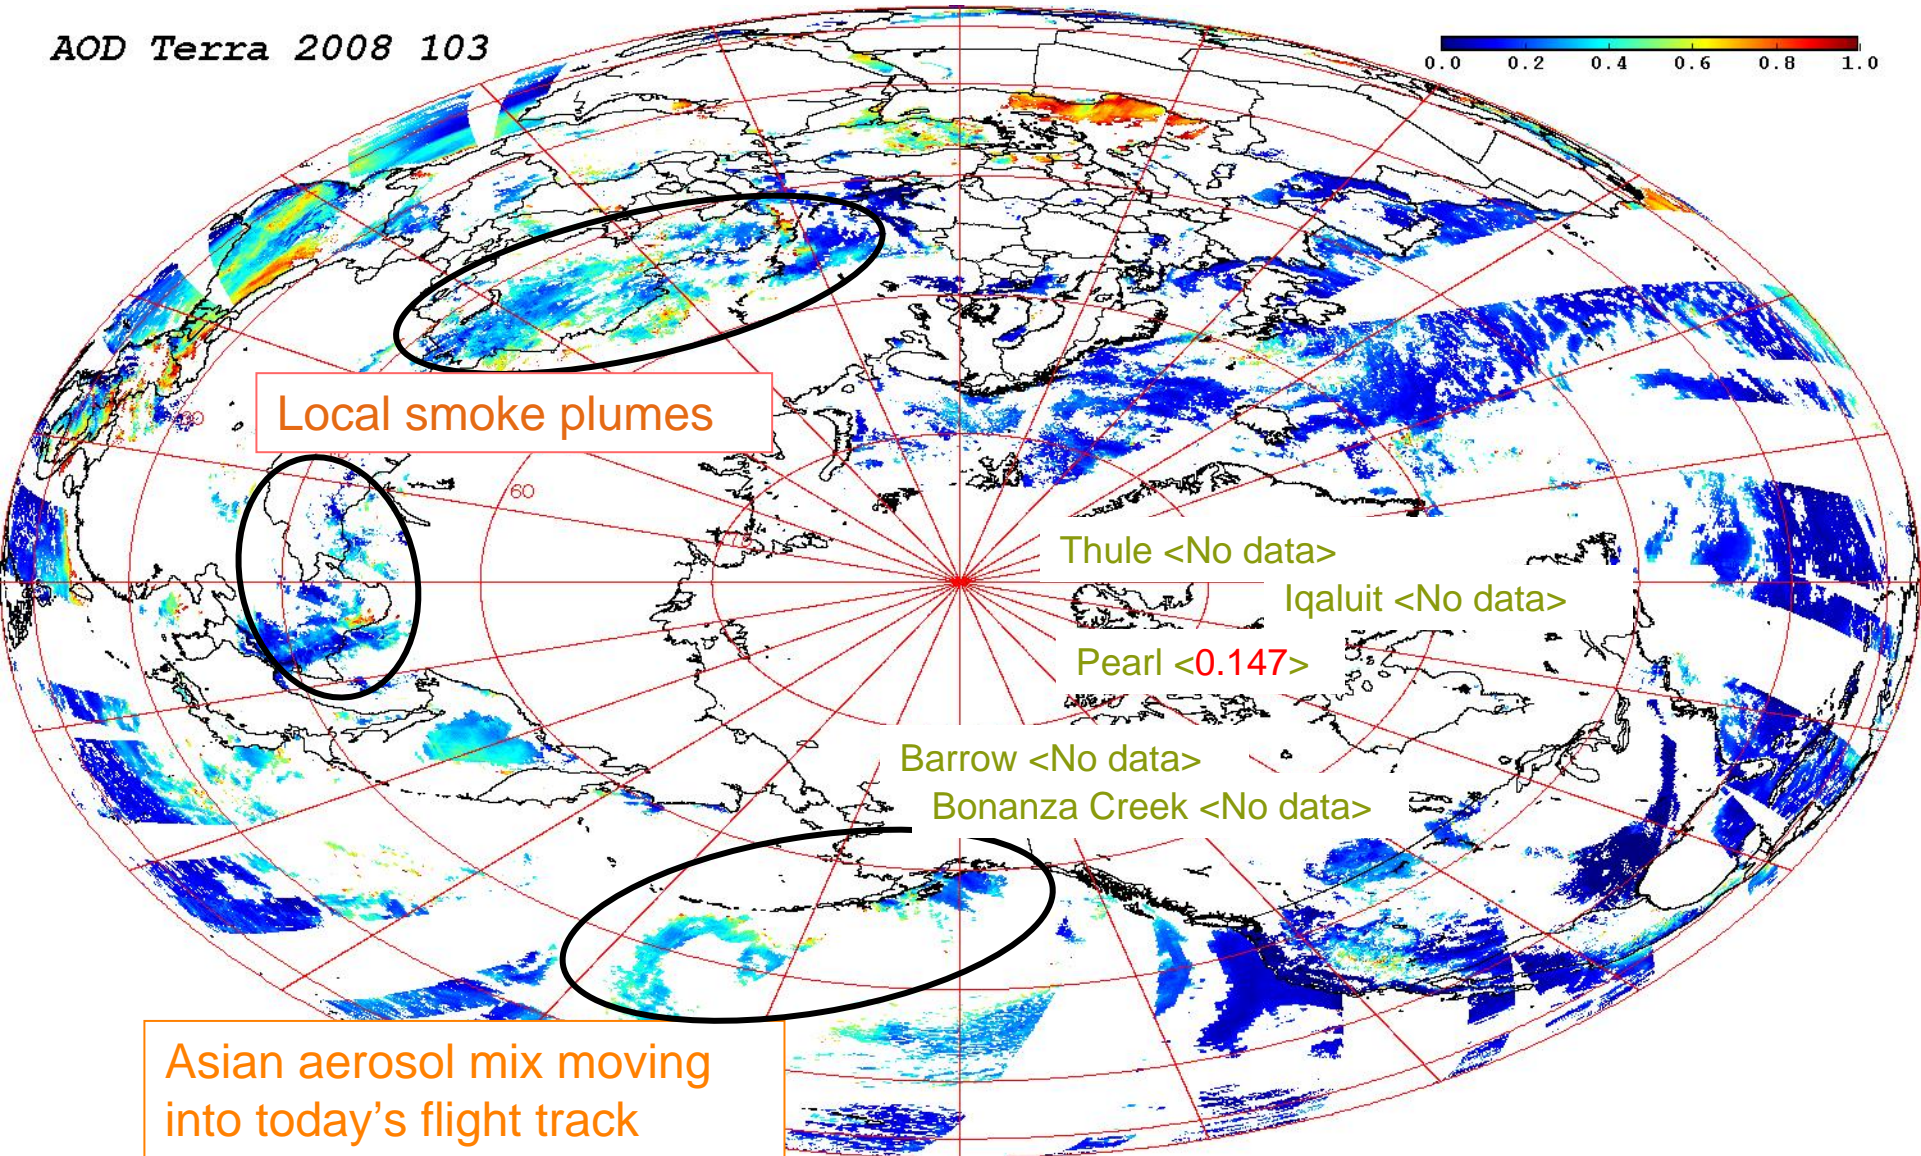 AOD Terra 2008 103
0.0 0.2 0.4 0.6 0.8 1.0
Local smoke plumes
60
Thule <No data>
Iqaluit <No data>
Pearl <0.147>
Barrow <No data>
Bonanza Creek <No data>
Asian aerosol mix moving
into today's flight track